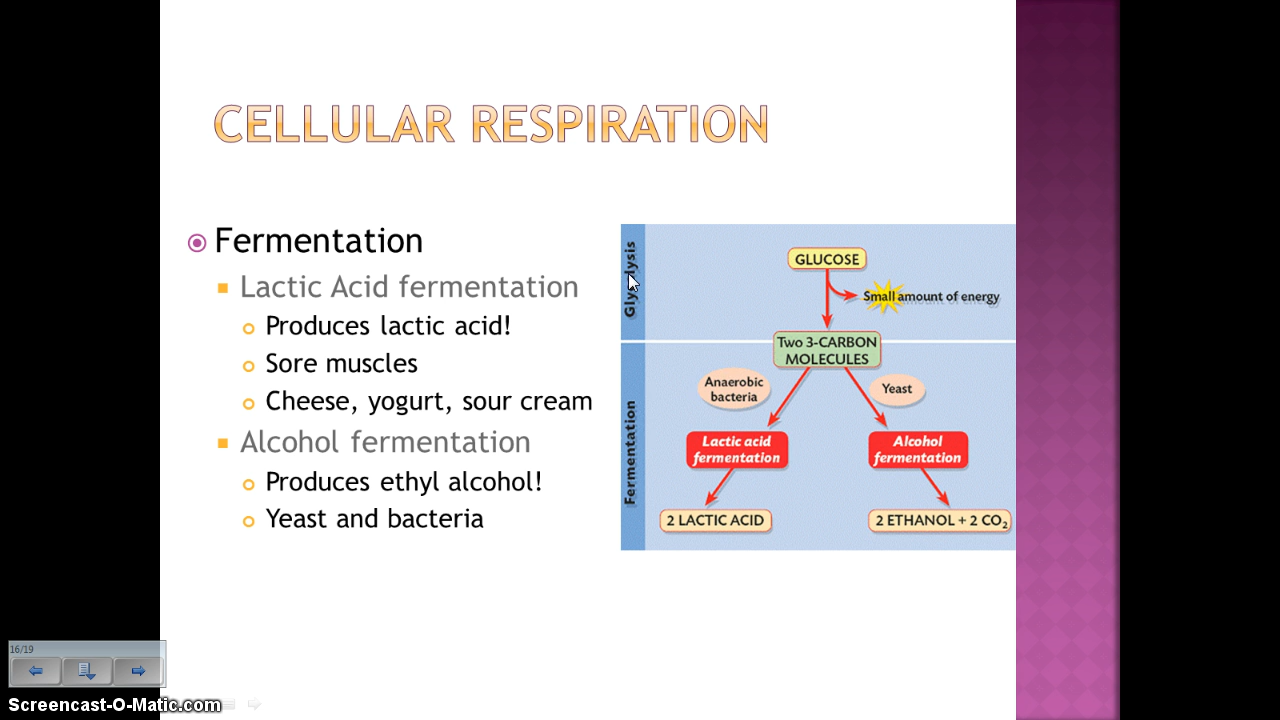 CELLULAR RESPIRATION
Fermentation
Lactic Acid fermentation
Produces lactic acid!
Sore muscles
Cheese, yogurt, sour cream
Alcohol fermentation
Produces ethyl alcohol!
Yeast and bacteria
Glycolysis
GLUCOSE
Small amount of energy
Two 3-CARBON
MOLECULES
Fermentation
Anaerobic
bacteria
Yeast
Lactic acid
fermentation
Alcohol
fermentation
2 LACTIC ACID
2 ETHANOL + 2 CO₂
16/19
Screencast-O-Matic.com